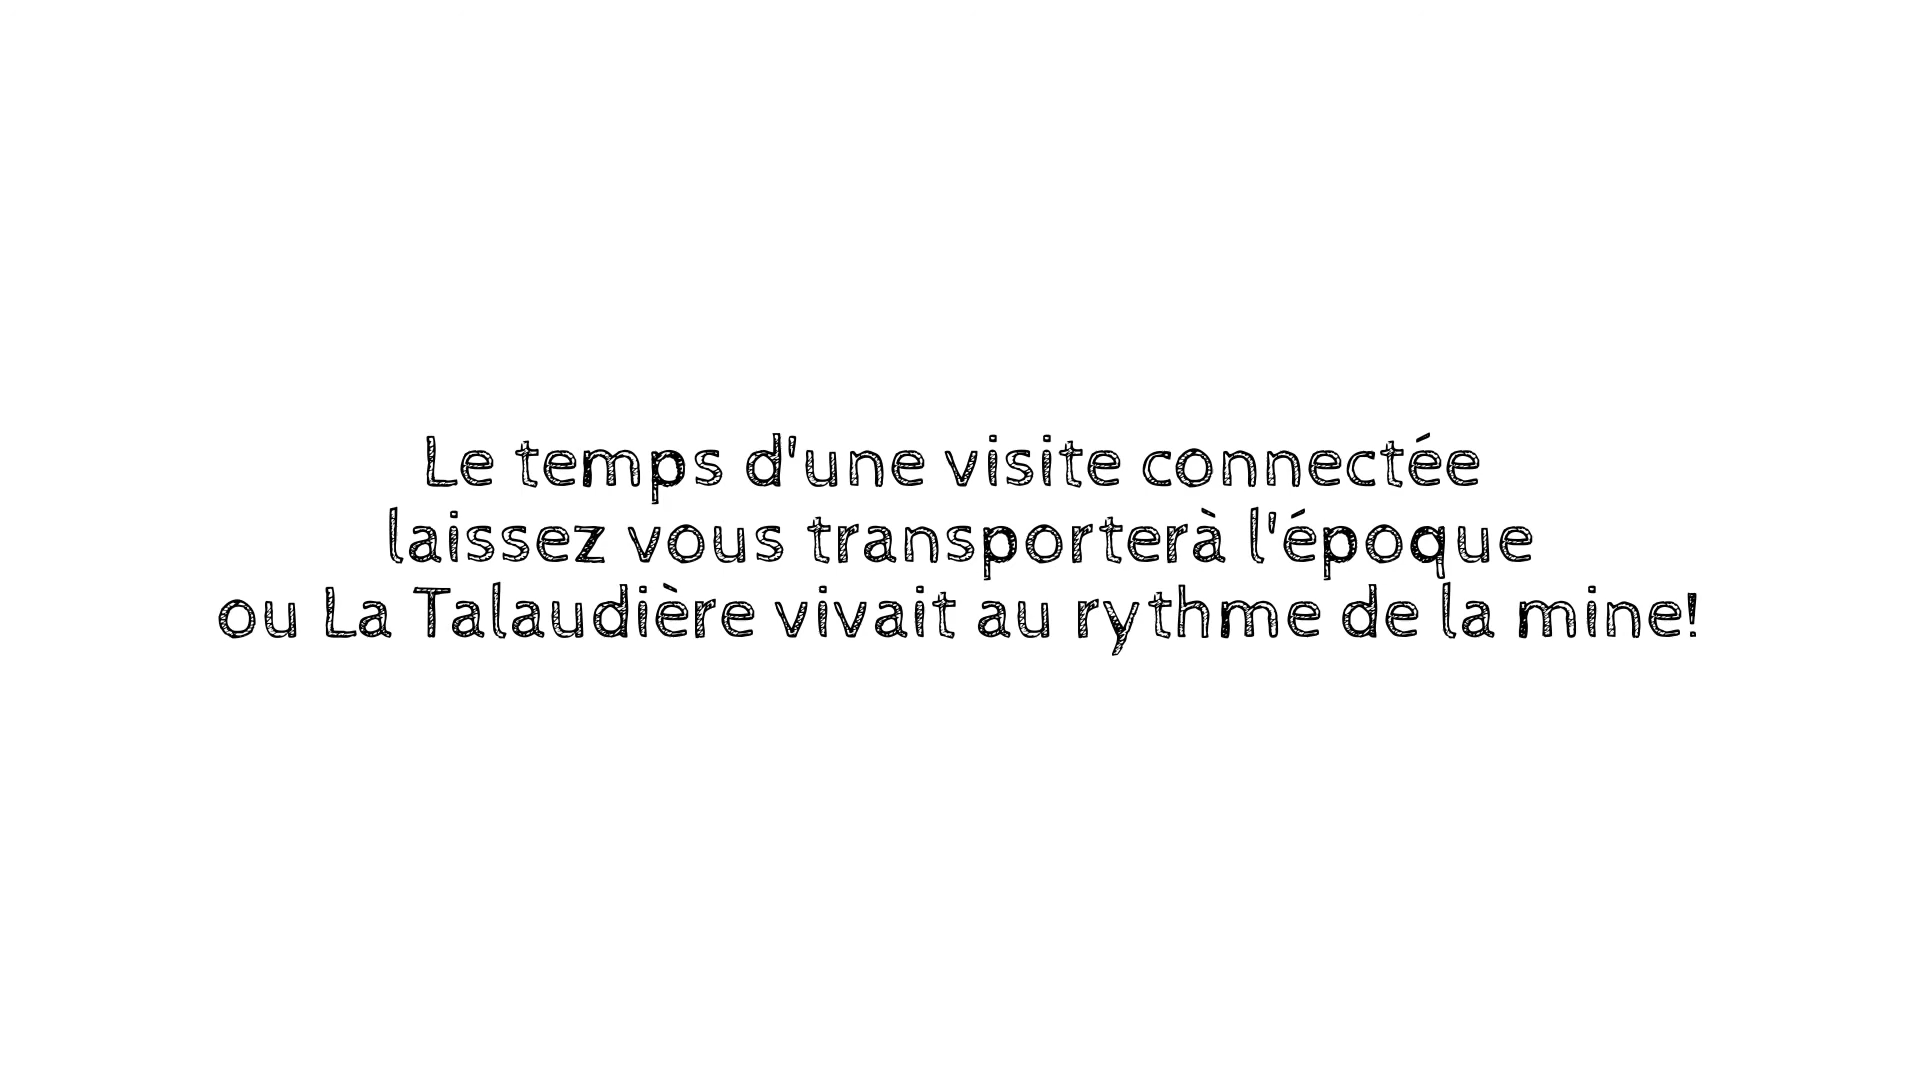 Le temps d'une visite connectée
laissez vous transporterà l'époque
ou La Talaudière vivait au rythme de la mine!